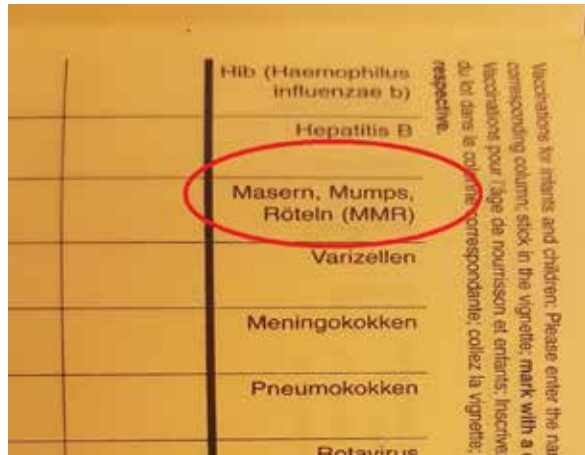 Hib (Haemophilus
influenzae b)
Hepatitis B
Masern, Mumps,
Röteln (MMR)
Varizellen
Meningokokken
Pneumokokken
Rotavirus
Vaccinations for infants and children: Please enter the
corresponding column; stick in the vignette; mark with a
Vaccinations pour l'âge de nourrisson et enfants: Inscrive
du lot dans la colonne correspondante; collez la vignette;
respective.